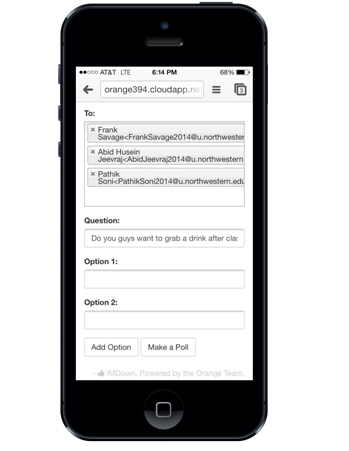 AT&T LTE 6:14 PM 68%
orange394.cloudapp.ne
3
To:
× Frank
Savage<FrankSavage2014@u.northwester
× Abid Husein
Jeevraj<AbidJeevraj2014@u.northwestern
× Pathik
Soni<PathikSoni2014@u.northwestern.edu
Question:
Do you guys want to grab a drink after clas
Option 1:
Option 2:
Add Option Make a Poll
- iMDown, Powered by the Orange Team.